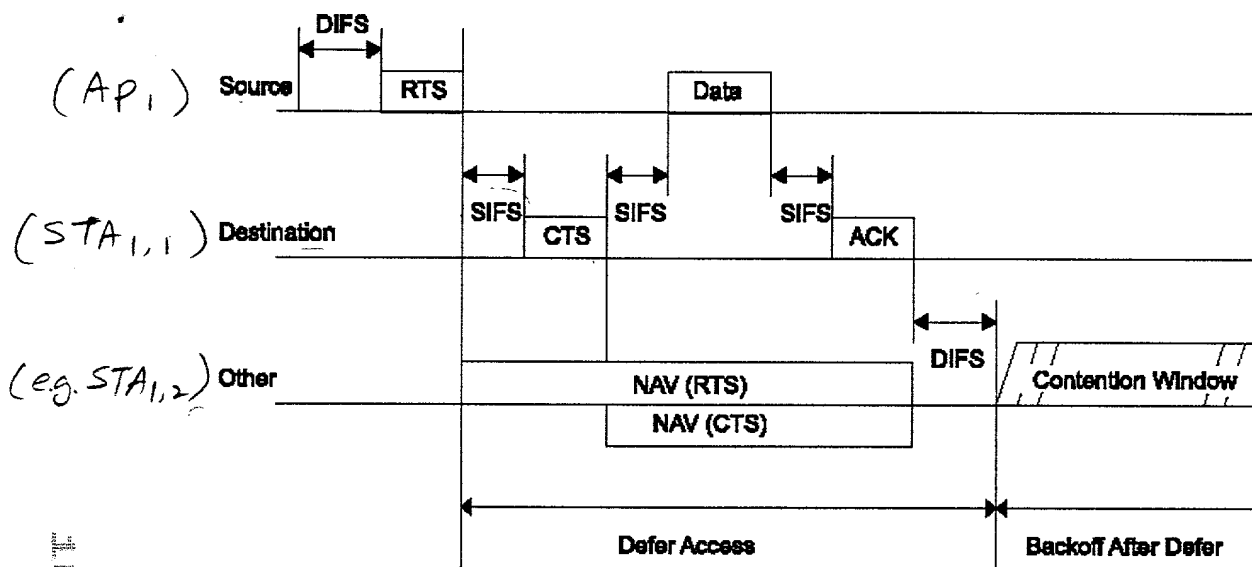 DIFS
(AP1) Source RTS Data
SIFS SIFS SIFS
(STA1,1) Destination CTS ACK
DIFS
(e.g. STA1,2) Other NAV (RTS) Contention Window
NAV (CTS)
Defer Access Backoff After Defer